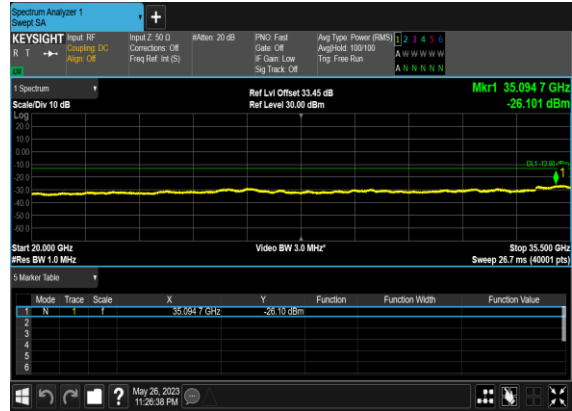 Spectrum Analyzer 1
Swept SA
KEYSIGHT Input: RF Input Z: 50 Ω #Atten: 20 dB PNO: Fast Avg Type: Power (RMS) 1 2 3 4 5 6
R T Coupling: DC Corrections: Off Gate: Off Avg|Hold: 100/100 A W W W W W
Align: Off Freq Ref: Int (S) IF Gain: Low Trig: Free Run
Sig Track: Off A N N N N N
1 Spectrum Ref Lvl Offset 33.45 dB Mkr1 35.094 7 GHz
Scale/Div 10 dB Ref Level 30.00 dBm -26.101 dBm
Log
20.0
10.0
0.00
-10.0
DL1 -13.00 dBm
-20.0
1
-30.0
-40.0
-50.0
-60.0
Start 20.000 GHz Video BW 3.0 MHz* Stop 35.500 GHz
#Res BW 1.0 MHz Sweep 26.7 ms (40001 pts)
5 Marker Table
Mode Trace Scale X Y Function Function Width Function Value
1 N 1 f 35.094 7 GHz -26.10 dBm
2
3
4
5
6
? May 26, 2023
11:26:38 PM